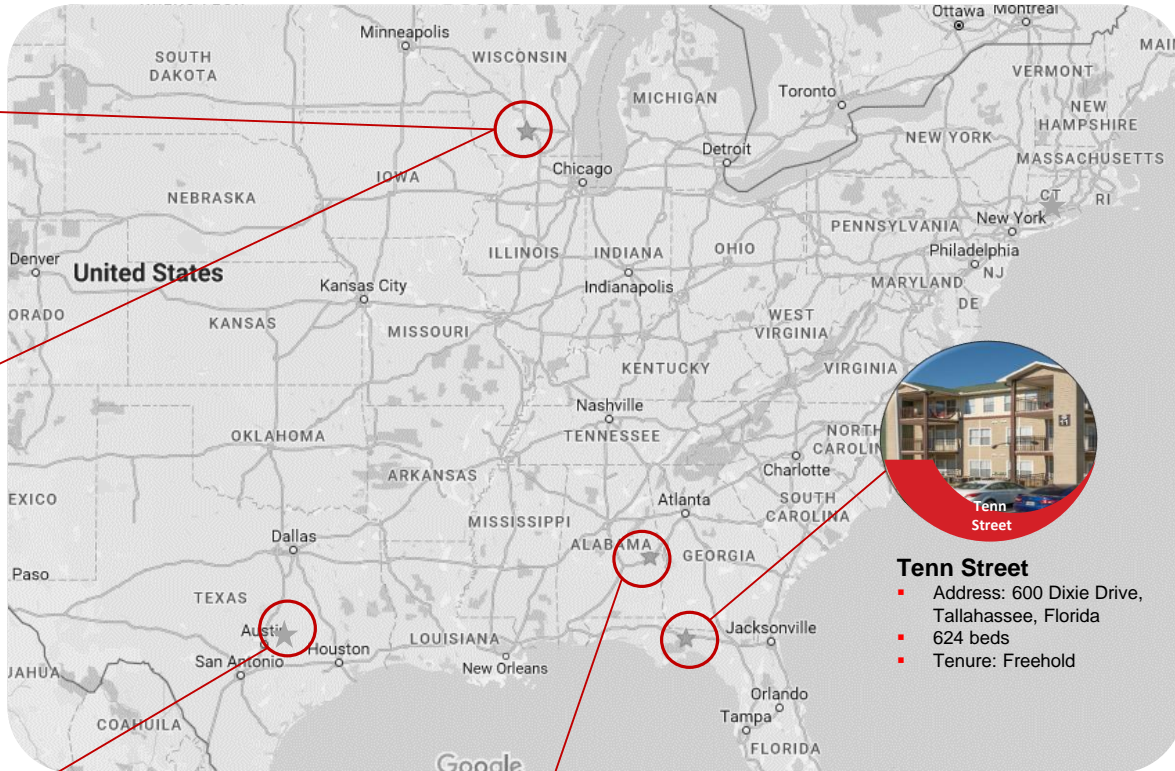 Ottawa
Montreal
Minneapolis
WISCONSIN
SOUTH
DAKOTA
MICHIGAN
Toronto
VERMONT
MAI
NEW
HAMPSHIRE
NEW YORK
MASSACHUSETTS
Detroit
Chicago
IOWA
NEBRASKA
CT
RI
PENNSYLVANIA
New York
Philadelphia
NJ
ILLINOIS
INDIANA
OHIO
Denver
United States
Indianapolis
MARYLAND
DE
Kansas City
ORADO
KANSAS
MISSOURI
WEST
VIRGINIA
KENTUCKY
VIRGINIA
Nashville
TENNESSEE
OKLAHOMA
NORTH
CAROLIN
Charlotte
ARKANSAS
EXICO
Atlanta
SOUTH
CAROLINA
MISSISSIPPI
ALABAMA
GEORGIA
Dallas
Tenn
Street
Paso
TEXAS
Tenn Street
Address: 600 Dixie Drive,
Tallahassee, Florida
624 beds
Tenure: Freehold
Austin
Houston
San Antonio
LOUISIANA
New Orleans
Jacksonville
JAHUA
COAHUILA
Orlando
Tampa
FLORIDA
Google